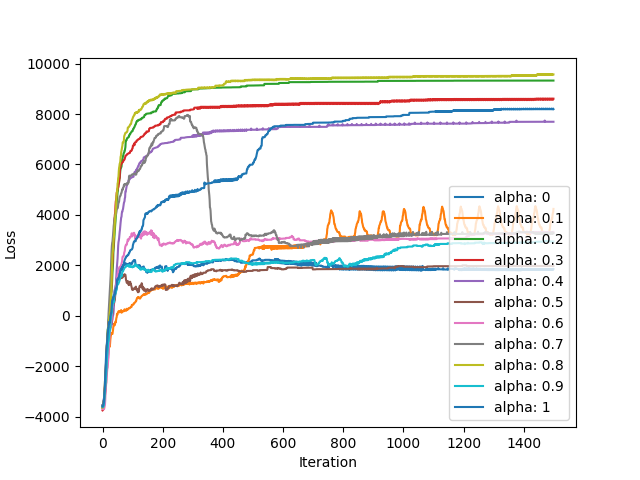 10000
8000
6000
4000
2000
0
−2000
−4000
Loss
0 200 400 600 800 1000 1200 1400
Iteration
alpha: 0
alpha: 0.1
alpha: 0.2
alpha: 0.3
alpha: 0.4
alpha: 0.5
alpha: 0.6
alpha: 0.7
alpha: 0.8
alpha: 0.9
alpha: 1